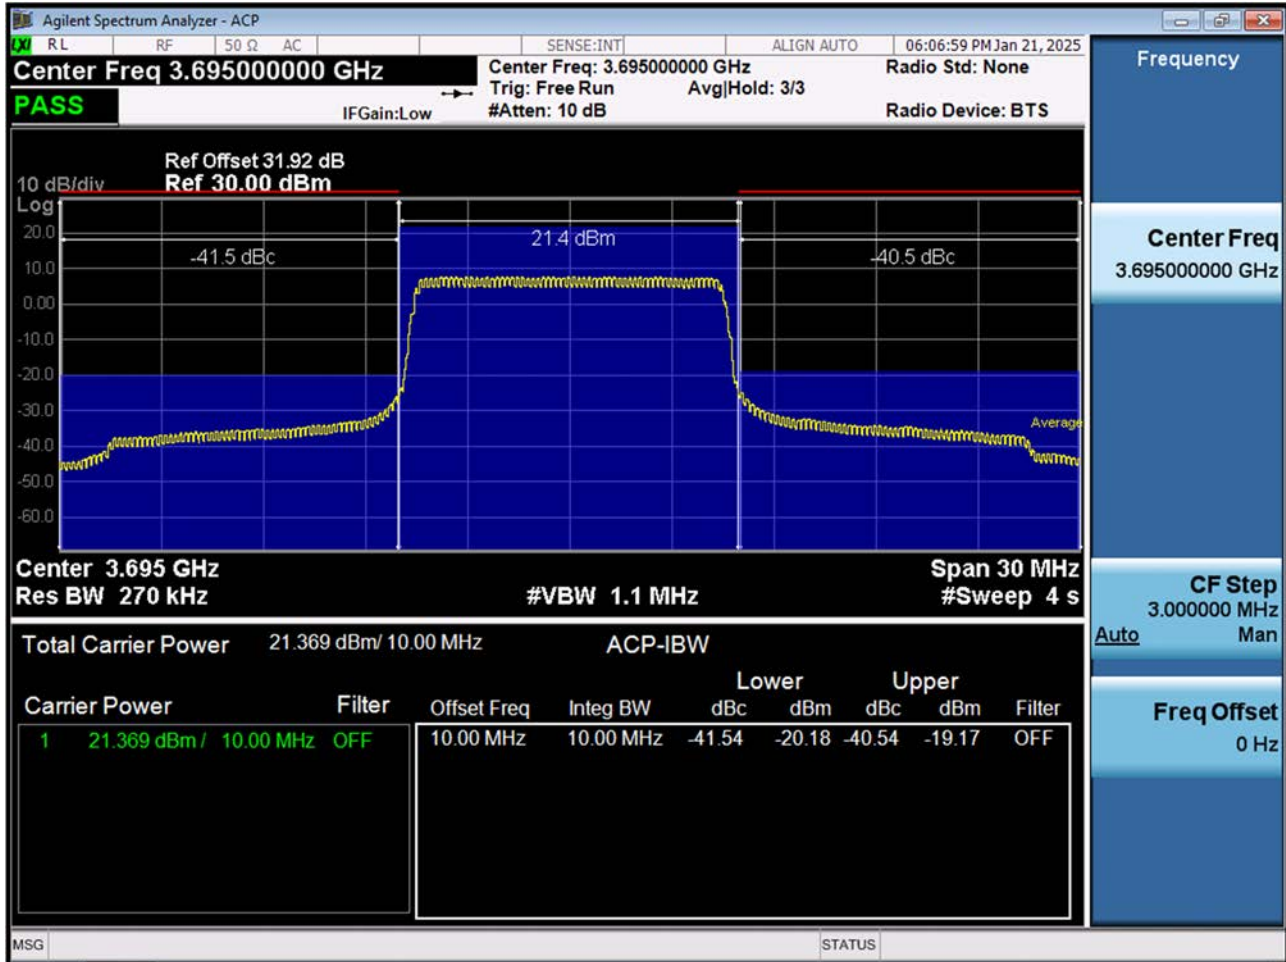 Agilent Spectrum Analyzer - ACP
LXI RL RF 50 Ω AC SENSE:INT ALIGN AUTO 06:06:59 PM Jan 21, 2025
Center Freq 3.695000000 GHz
Center Freq: 3.695000000 GHz Radio Std: None
Trig: Free Run Avg|Hold: 3/3
PASS IFGain:Low #Atten: 10 dB Radio Device: BTS
Ref Offset 31.92 dB
10 dB/div Ref 30.00 dBm
Log
20.0
10.0
0.00
-10.0
-20.0
-30.0
-40.0
-50.0
-60.0
-41.5 dBc 21.4 dBm -40.5 dBc
Average
Center 3.695 GHz Span 30 MHz
Res BW 270 kHz #VBW 1.1 MHz #Sweep 4 s
Total Carrier Power 21.369 dBm/ 10.00 MHz ACP-IBW
Lower Upper
Carrier Power Filter Offset Freq Integ BW dBc dBm dBc dBm Filter
1 21.369 dBm / 10.00 MHz OFF 10.00 MHz 10.00 MHz -41.54 -20.18 -40.54 -19.17 OFF
MSG STATUS
Frequency
Center Freq
3.695000000 GHz
CF Step
3.000000 MHz
Auto Man
Freq Offset
0 Hz